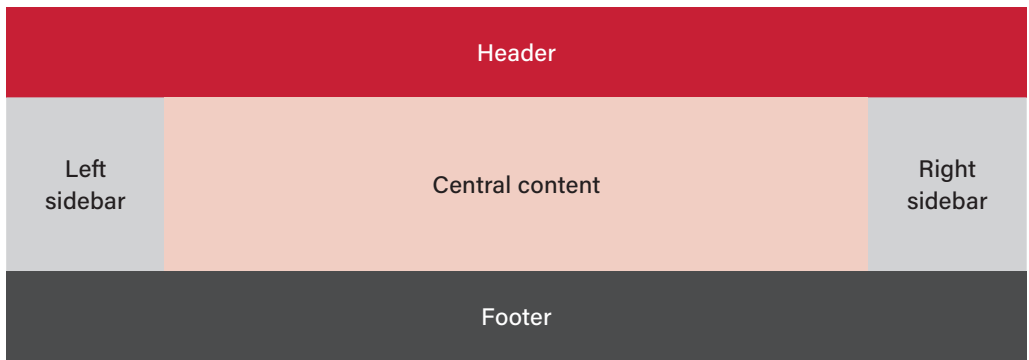 Header
Left
sidebar
Central content
Right
sidebar
Footer